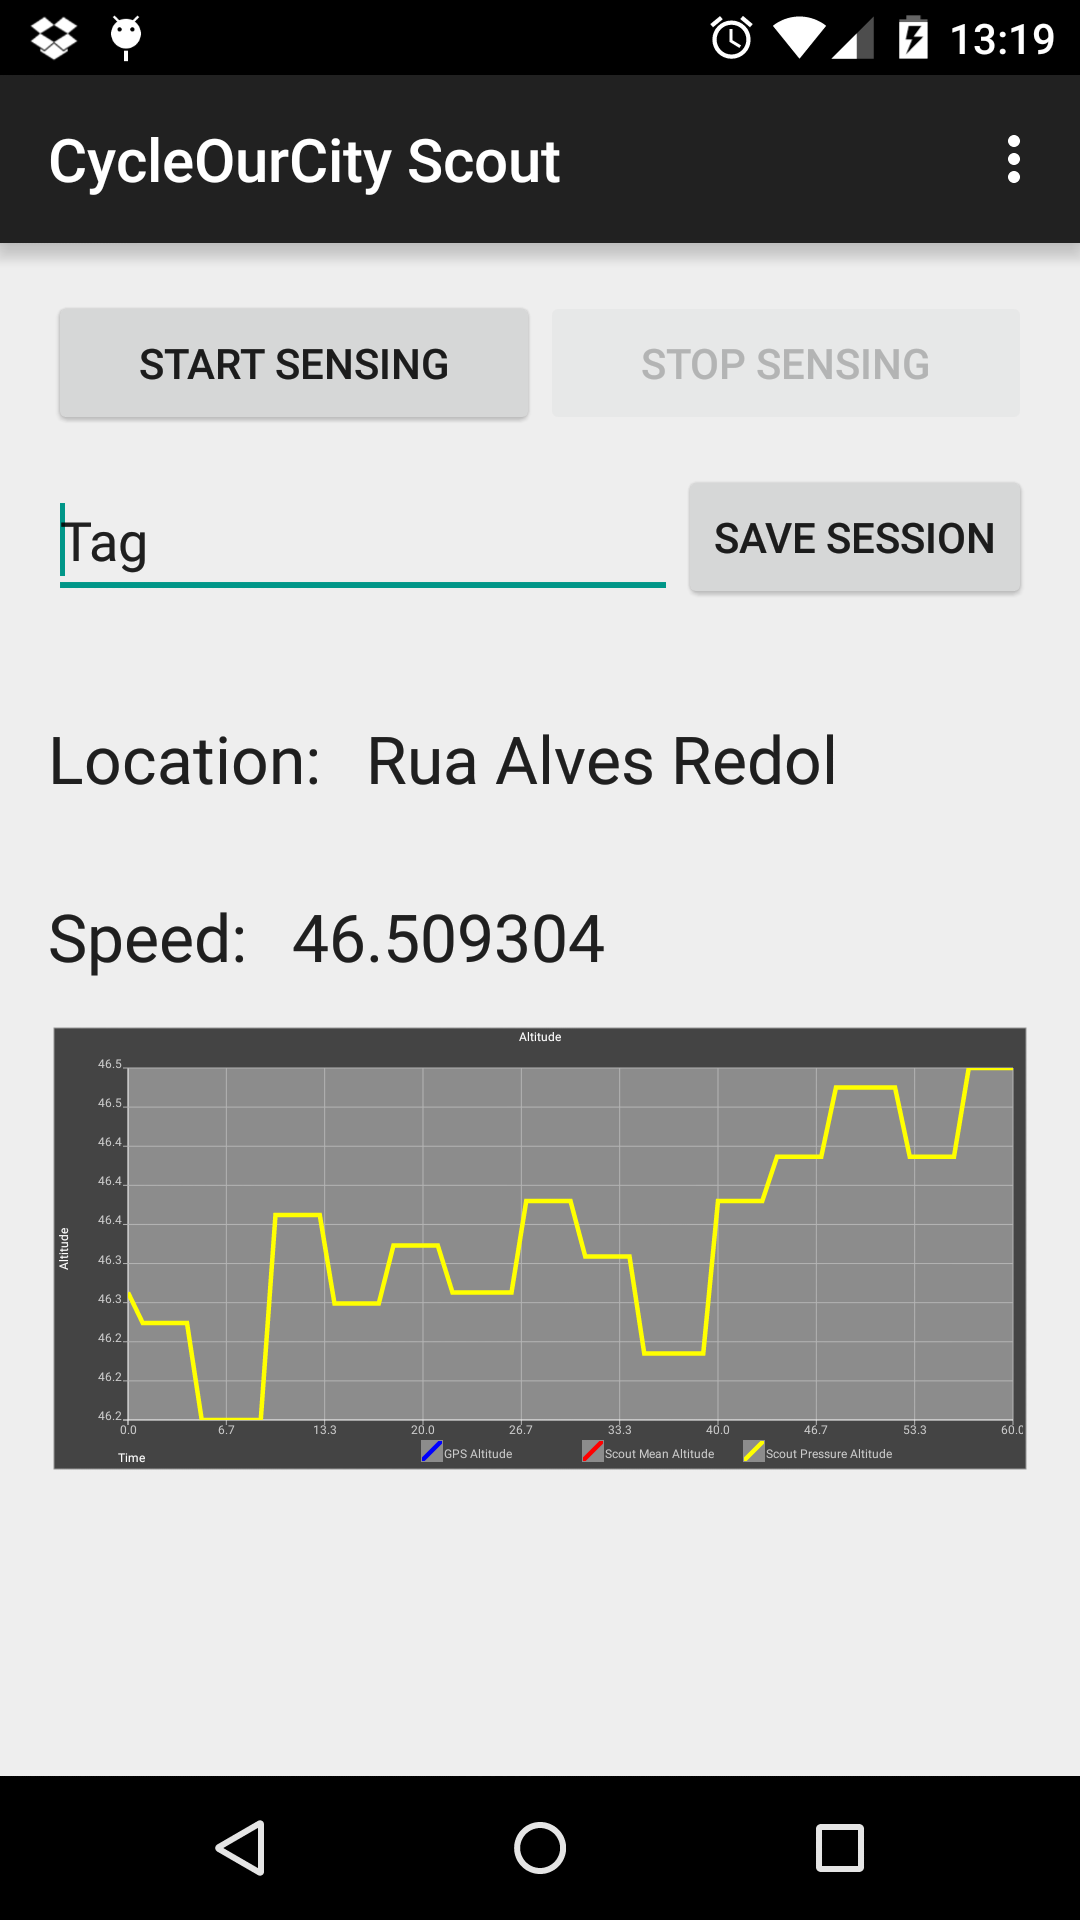 13:19
CycleOurCity Scout
START SENSING
STOP SENSING
Tag
SAVE SESSION
Location: Rua Alves Redol
Speed: 46.509304
Altitude
46.5
46.5
46.4
46.4
46.4
46.3
46.3
46.2
46.2
46.2
Altitude
0.0 6.7 13.3 20.0 26.7 33.3 40.0 46.7 53.3 60.0
Time
GPS Altitude Scout Mean Altitude Scout Pressure Altitude